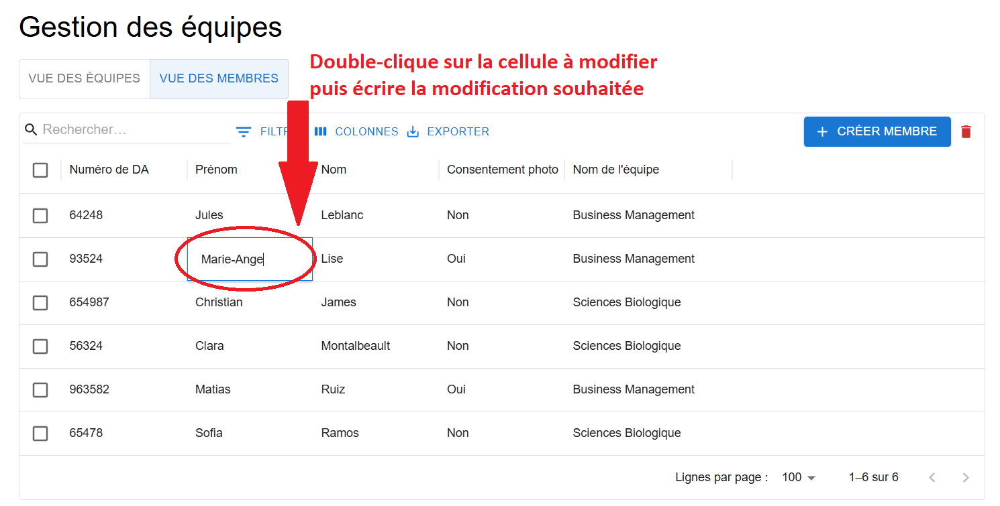 Gestion des équipes
Double-clique sur la cellule à modifier
puis écrire la modification souhaitée
VUE DES ÉQUIPES VUE DES MEMBRES
Rechercher… FILTR COLONNES EXPORTER + CRÉER MEMBRE
Numéro de DA Prénom Nom Consentement photo Nom de l'équipe
64248 Jules Leblanc Non Business Management
93524 Marie-Ange Lise Oui Business Management
654987 Christian James Non Sciences Biologique
56324 Clara Montalbeault Non Sciences Biologique
963582 Matias Ruiz Oui Business Management
65478 Sofia Ramos Non Sciences Biologique
Lignes par page : 100 1–6 sur 6